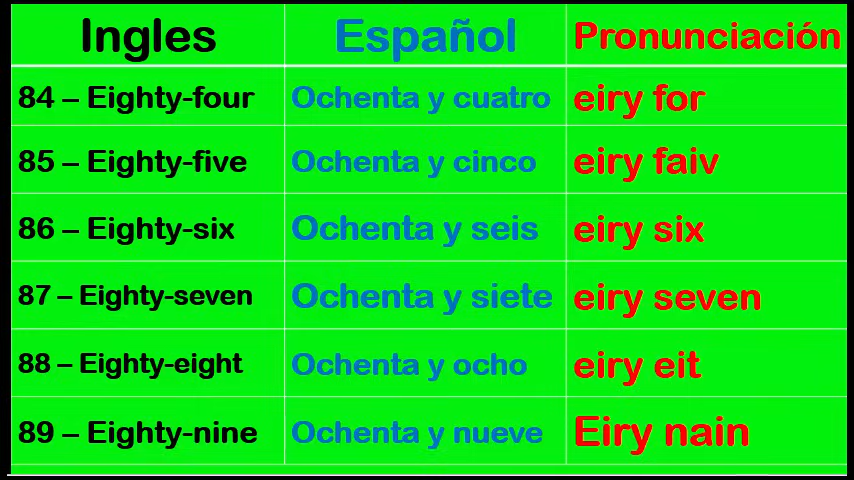 Ingles Español Pronunciación
84 – Eighty-four Ochenta y cuatro eiry for
85 – Eighty-five Ochenta y cinco eiry faiv
86 – Eighty-six Ochenta y seis eiry six
87 – Eighty-seven Ochenta y siete eiry seven
88 – Eighty-eight Ochenta y ocho eiry eit
89 – Eighty-nine Ochenta y nueve Eiry nain